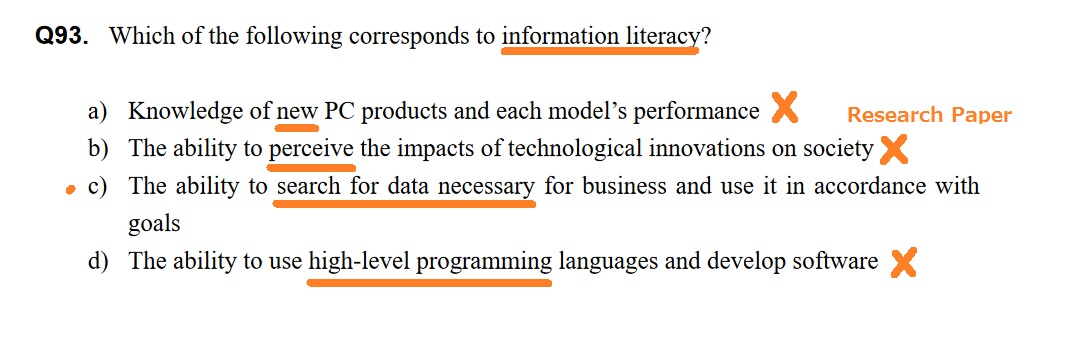 Q93. Which of the following corresponds to information literacy?
a) Knowledge of new PC products and each model's performance
Research Paper
b) The ability to perceive the impacts of technological innovations on society
c) The ability to search for data necessary for business and use it in accordance with
goals
d) The ability to use high-level programming languages and develop software